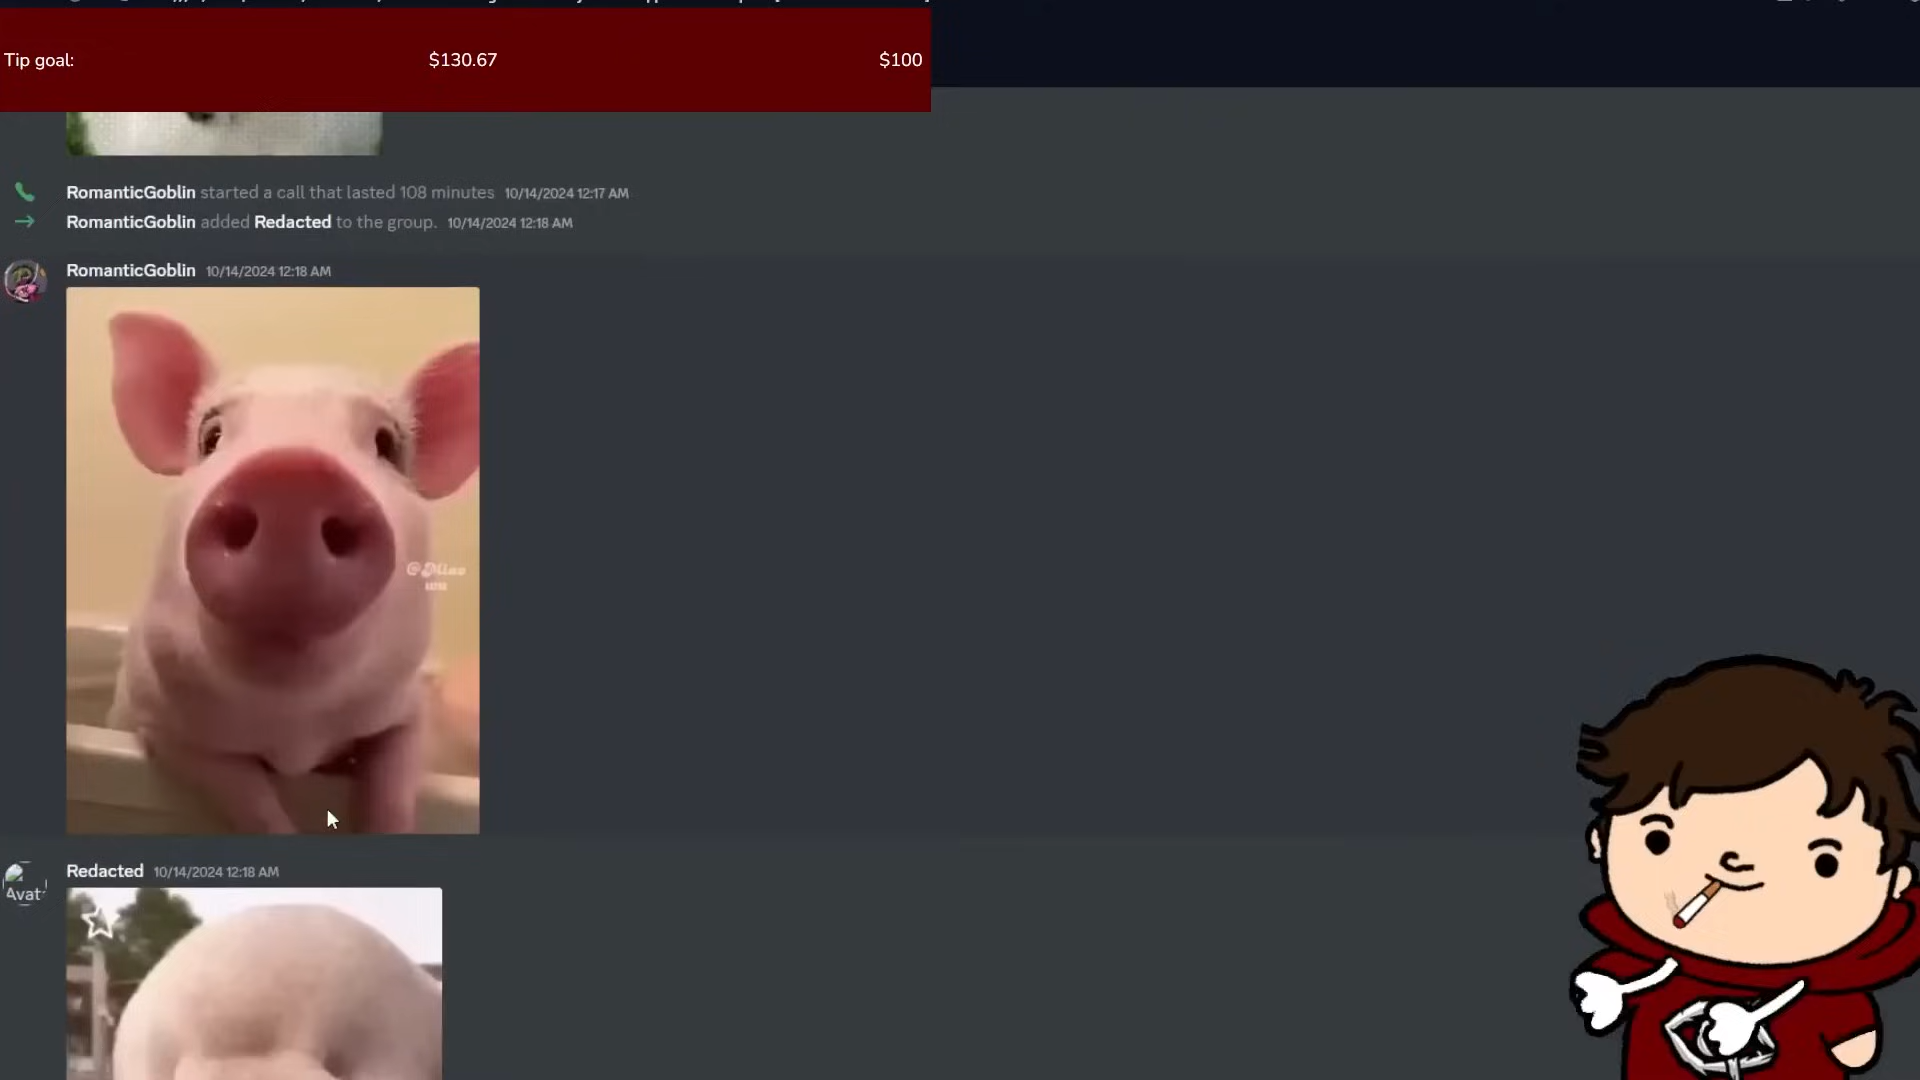 Tip goal: $130.67 $100
RomanticGoblin started a call that lasted 108 minutes 10/14/2024 12:17 AM
RomanticGoblin added Redacted to the group. 10/14/2024 12:18 AM
RomanticGoblin 10/14/2024 12:18 AM
Redacted 10/14/2024 12:18 AM
Avat